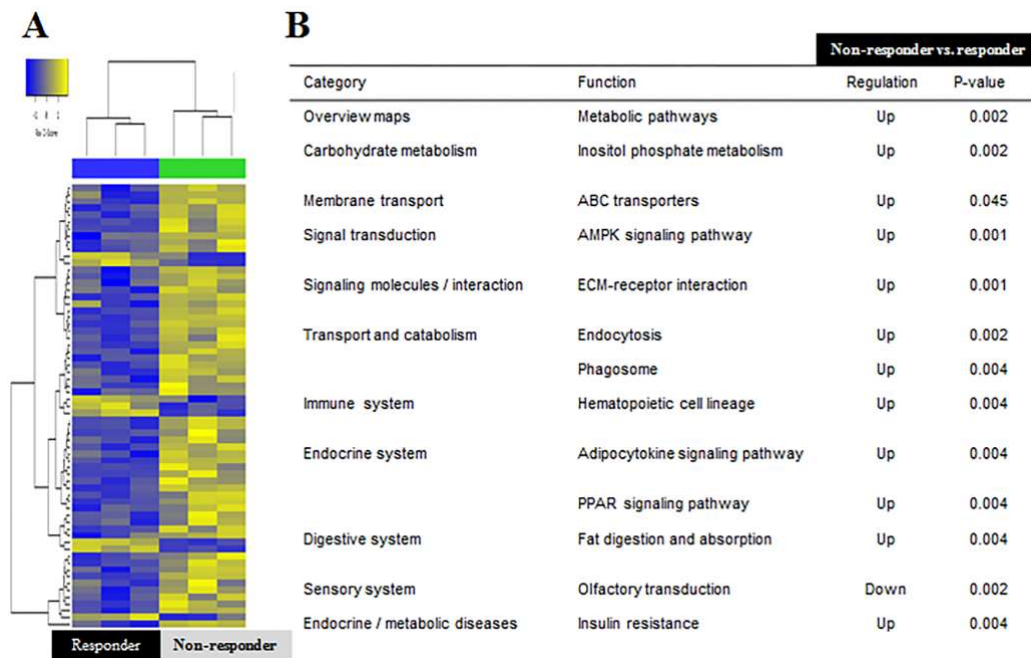 A
B
Non-responder vs. responder
Category Function Regulation P-value
Overview maps Metabolic pathways Up 0.002
Carbohydrate metabolism Inositol phosphate metabolism Up 0.002
Membrane transport ABC transporters Up 0.045
Signal transduction AMPK signaling pathway Up 0.001
Signaling molecules / interaction ECM-receptor interaction Up 0.001
Transport and catabolism Endocytosis Up 0.002
Phagosome Up 0.004
Immune system Hematopoietic cell lineage Up 0.004
Endocrine system Adipocytokine signaling pathway Up 0.004
PPAR signaling pathway Up 0.004
Digestive system Fat digestion and absorption Up 0.004
Sensory system Olfactory transduction Down 0.002
Endocrine / metabolic diseases Insulin resistance Up 0.004
Responder Non-responder